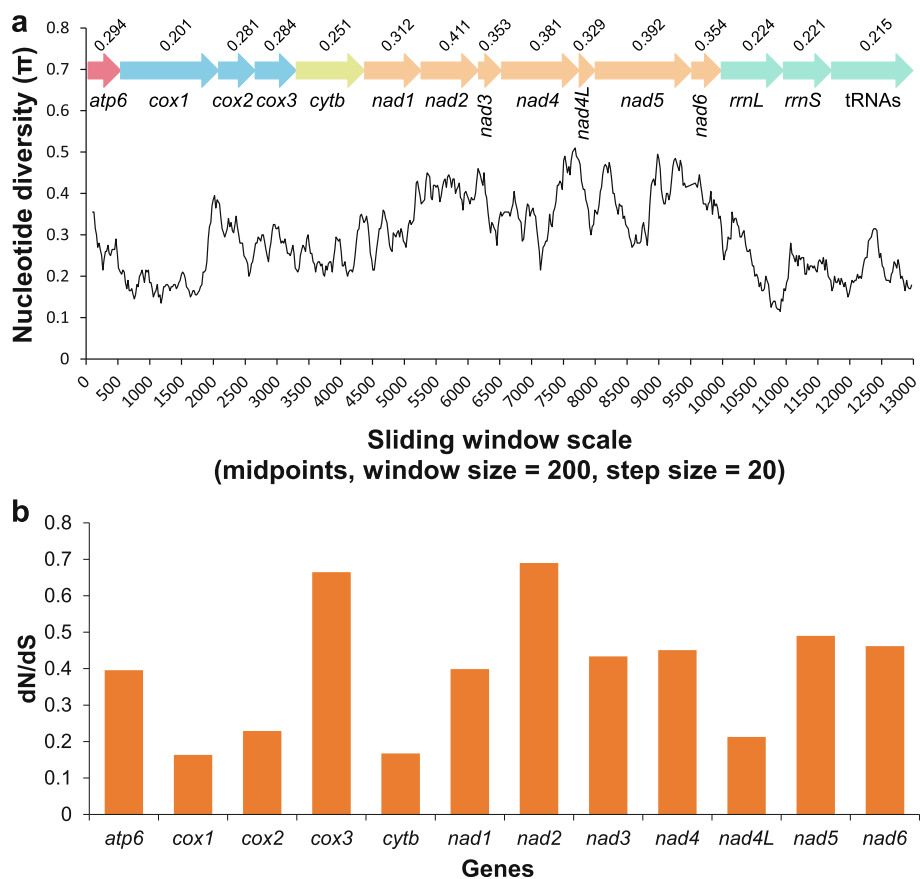 a
0.294 0.201 0.281 0.284 0.251 0.312 0.411 0.353 0.381 0.329 0.392 0.354 0.224 0.221 0.215
atp6 cox1 cox2 cox3 cytb nad1 nad2 nad3 nad4 nad4L nad5 nad6 rrnL rrnS tRNAs
Nucleotide diversity (π)
0.8
0.7
0.6
0.5
0.4
0.3
0.2
0.1
0
0 500 1000 1500 2000 2500 3000 3500 4000 4500 5000 5500 6000 6500 7000 7500 8000 8500 9000 9500 10000 10500 11000 11500 12000 12500 13000
Sliding window scale
(midpoints, window size = 200, step size = 20)
b
dN/dS
0.8
0.7
0.6
0.5
0.4
0.3
0.2
0.1
0
atp6 cox1 cox2 cox3 cytb nad1 nad2 nad3 nad4 nad4L nad5 nad6
Genes